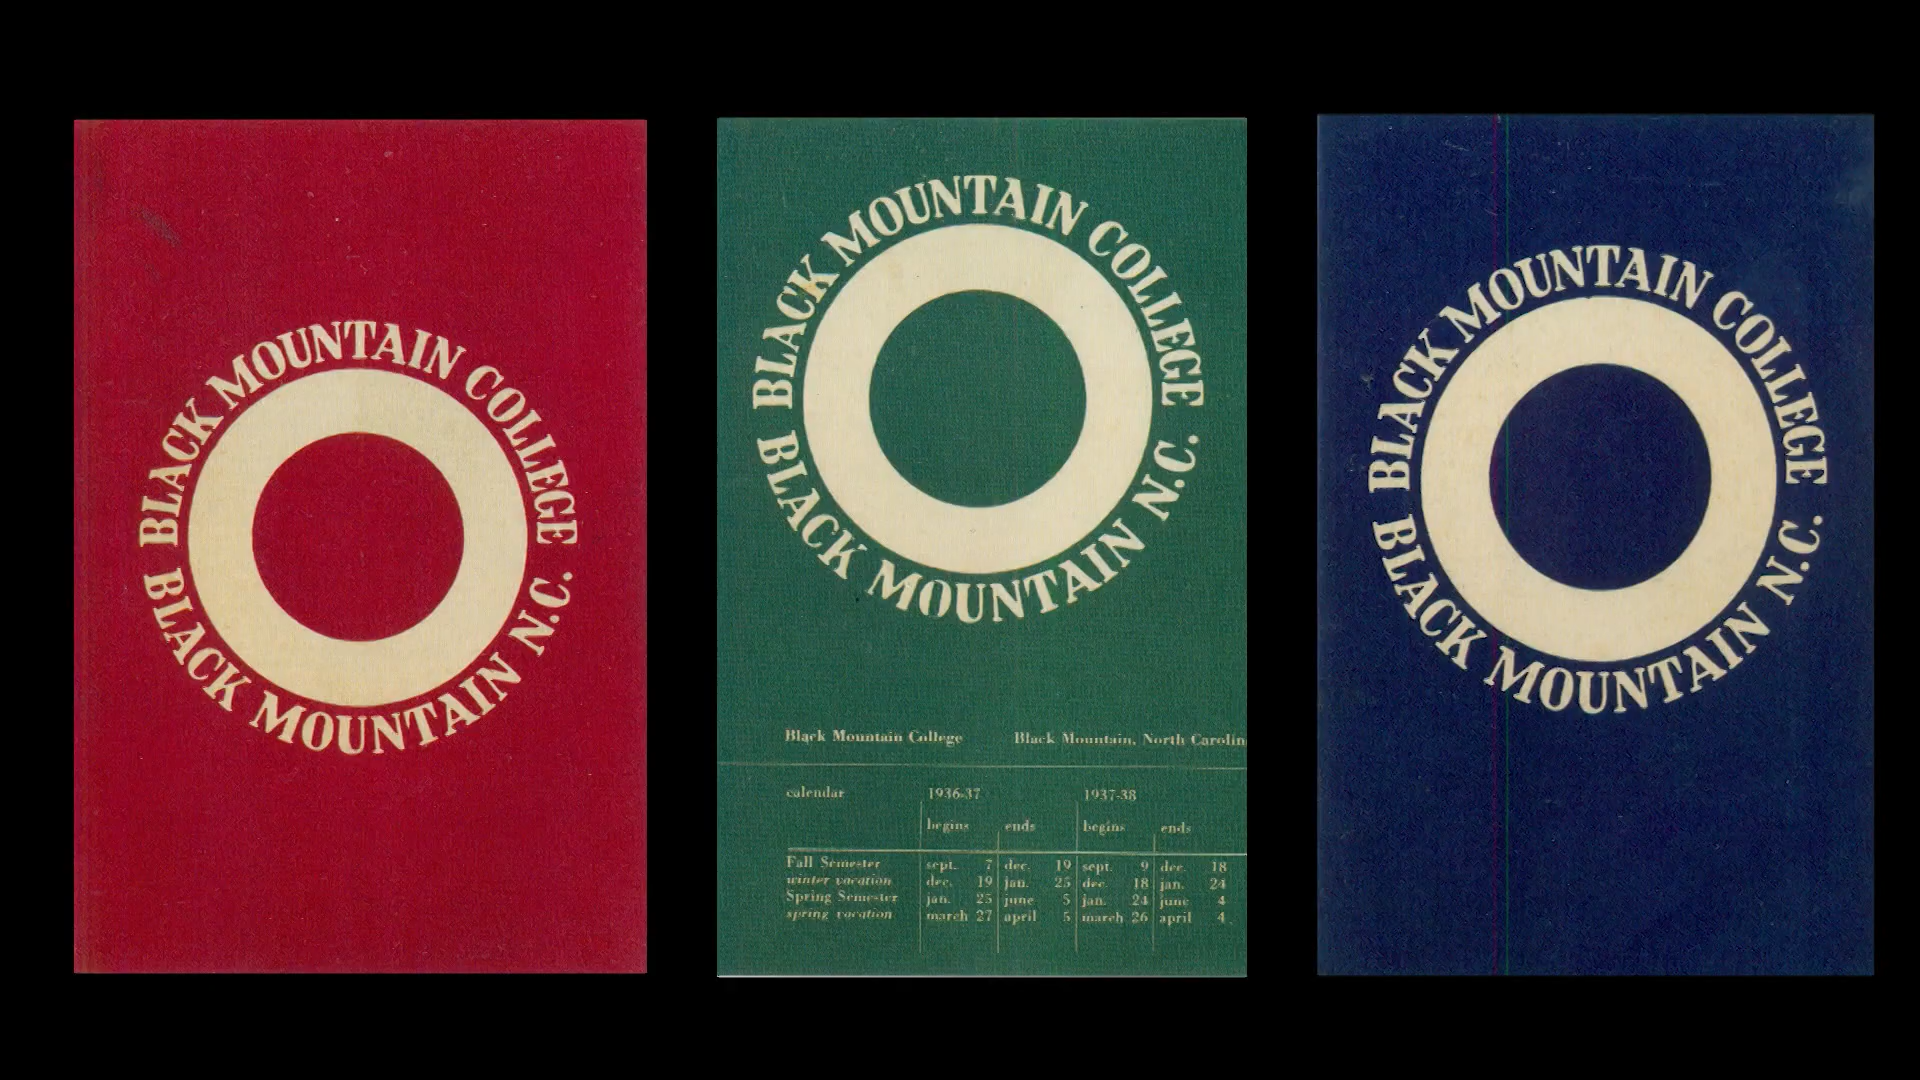 BLACK MOUNTAIN COLLEGE
BLACK MOUNTAIN N.C.
BLACK MOUNTAIN COLLEGE
BLACK MOUNTAIN N.C.
Black Mountain College Black Mountain, North Carolin
calendar 1936-37 1937-38
begins ends begins ends
Fall Semester sept. 7 dec. 19 sept. 9 dec. 18
winter vacation dec. 19 jan. 25 dec. 18 jan. 24
Spring Semester jan. 25 june 5 jan. 24 june 4
spring vacation march 27 april 5 march 26 april 4
BLACK MOUNTAIN COLLEGE
BLACK MOUNTAIN N.C.